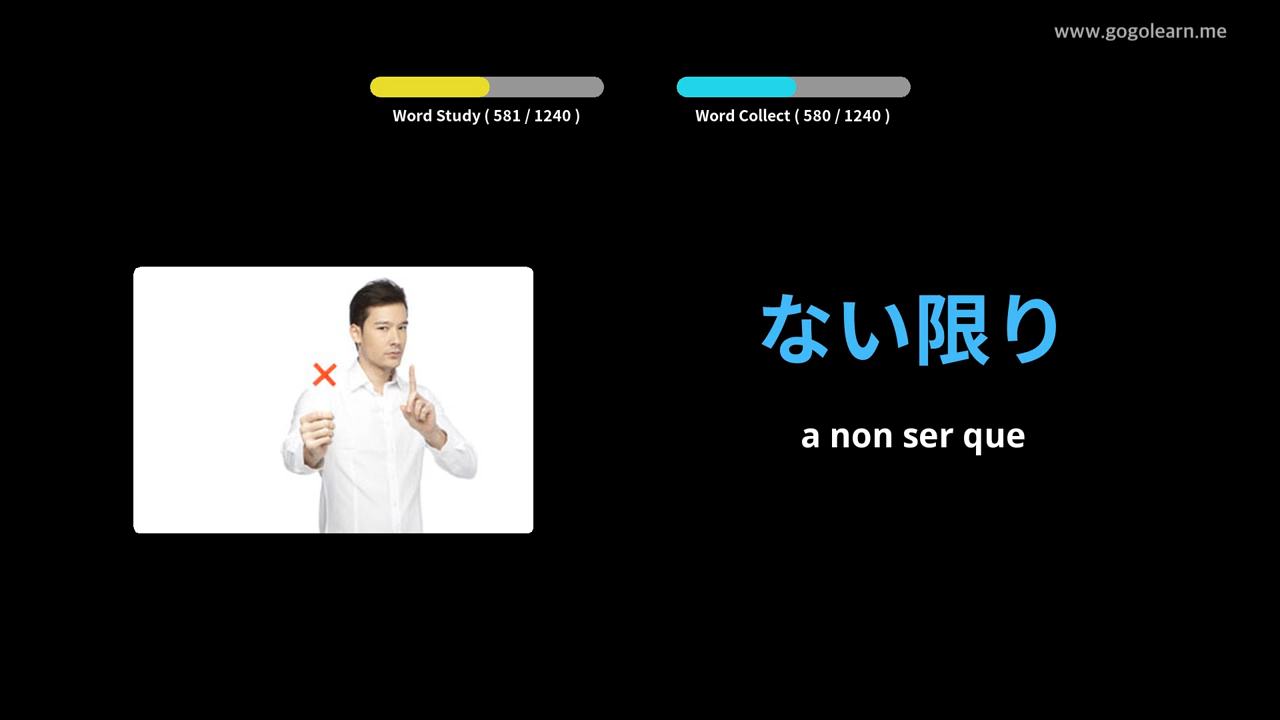 www.gogolearn.me
Word Study ( 581 / 1240 )
Word Collect ( 580 / 1240 )
ない限り
a non ser que